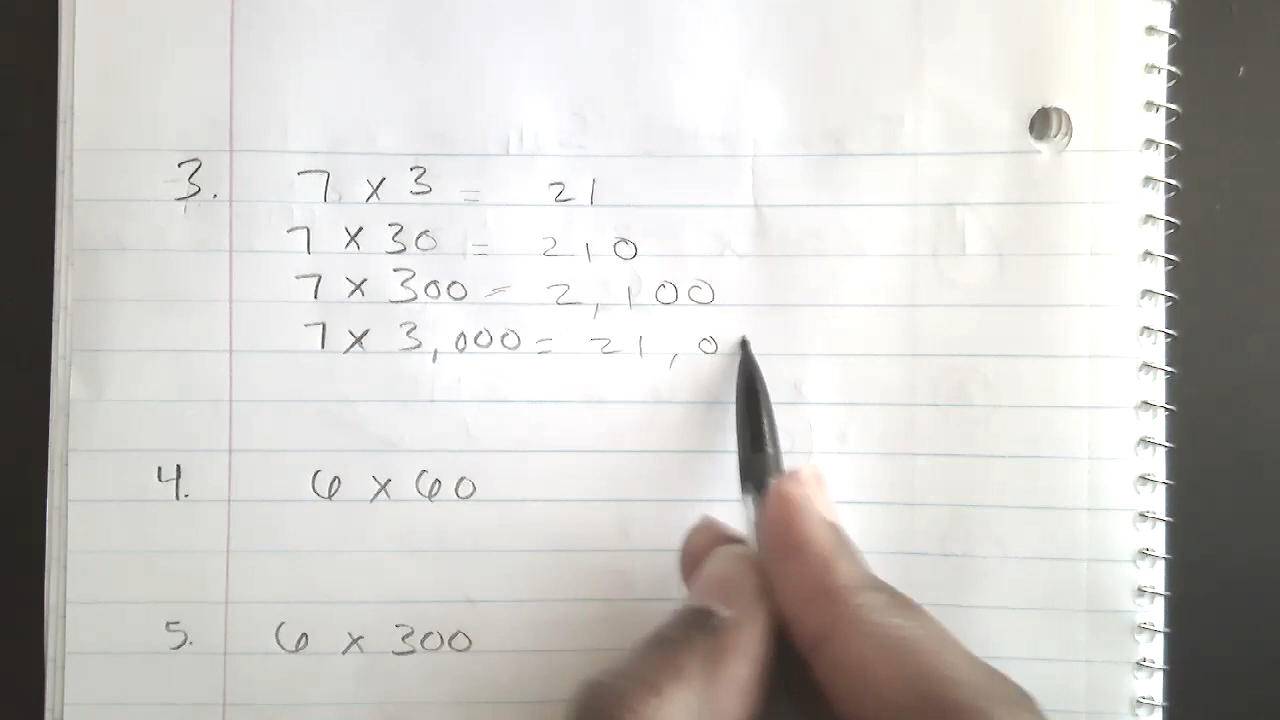 3. 7 x 3 = 21
7 x 30 = 210
7 x 300 = 2,100
7 x 3,000 = 21,0
4. 6 x 60
5. 6 x 300